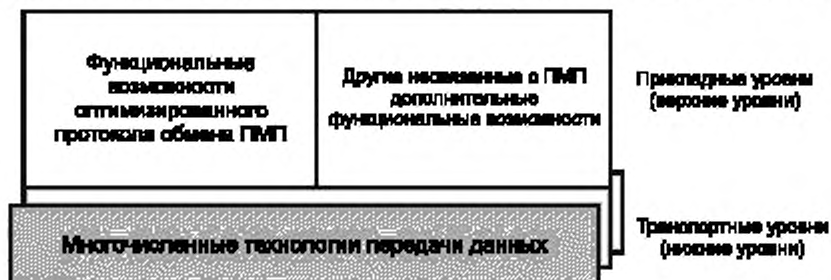 Функциональные
возможности
оптимизированного
протокола обмена ПМП
Другие несвязанные с ПМП
дополнительные
функциональные возможности
Прикладные уровни
(верхние уровни)
Многочисленные технологии передачи данных
Транспортные уровни
(нижние уровни)